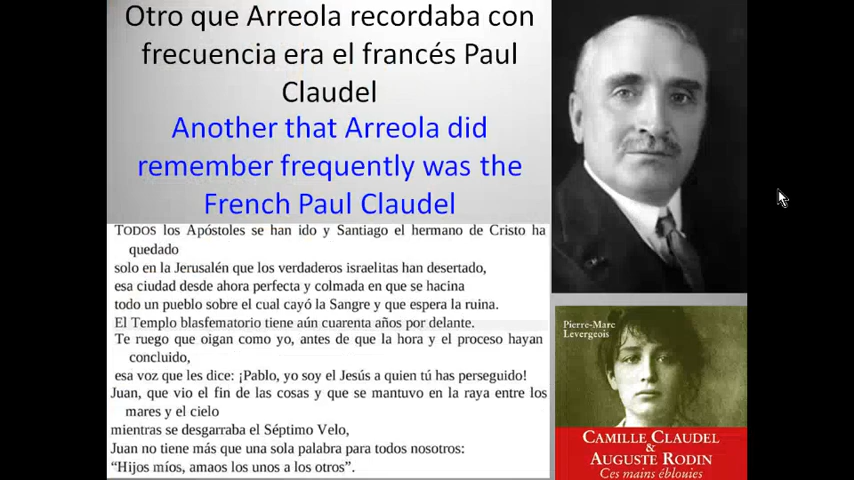 Otro que Arreola recordaba con
frecuencia era el francés Paul
Claudel
Another that Arreola did
remember frequently was the
French Paul Claudel
TODOS los Apóstoles se han ido y Santiago el hermano de Cristo ha
quedado
solo en la Jerusalén que los verdaderos israelitas han desertado,
esa ciudad desde ahora perfecta y colmada en que se hacina
todo un pueblo sobre el cual cayó la Sangre y que espera la ruina.
El Templo blasfematorio tiene aún cuarenta años por delante.
Te ruego que oigan como yo, antes de que la hora y el proceso hayan
concluido,
esa voz que les dice: ¡Pablo, yo soy el Jesús a quien tú has perseguido!
Juan, que vio el fin de las cosas y que se mantuvo en la raya entre los
mares y el cielo
mientras se desgarraba el Séptimo Velo,
Juan no tiene más que una sola palabra para todos nosotros:
“Hijos míos, amaos los unos a los otros”.
Pierre-Marc
Levergeois
CAMILLE CLAUDEL
&
AUGUSTE RODIN
Ces mains éblouies